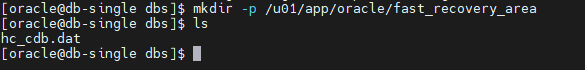 [oracle@db-single dbs]$ mkdir -p /u01/app/oracle/fast_recovery_area
[oracle@db-single dbs]$ ls
hc_cdb.dat
[oracle@db-single dbs]$